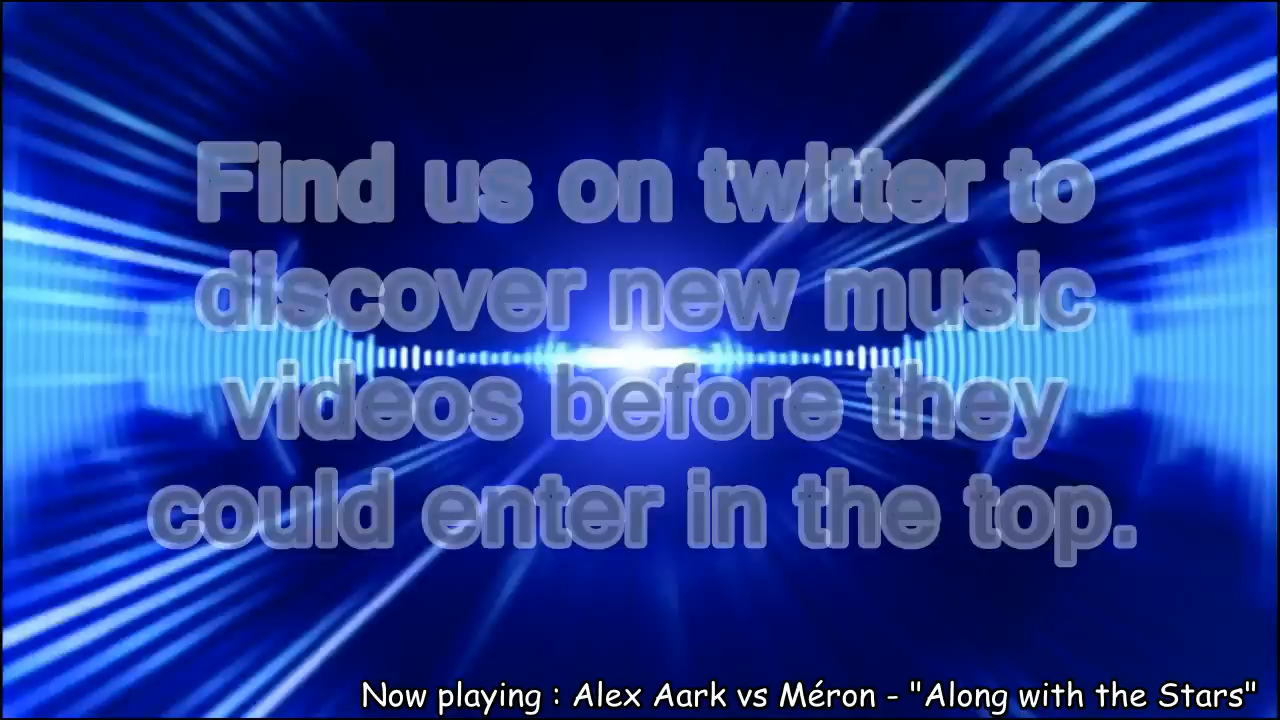 Find us on twitter to
discover new music
videos before they
could enter in the top.
Now playing : Alex Aark vs Méron - "Along with the Stars"